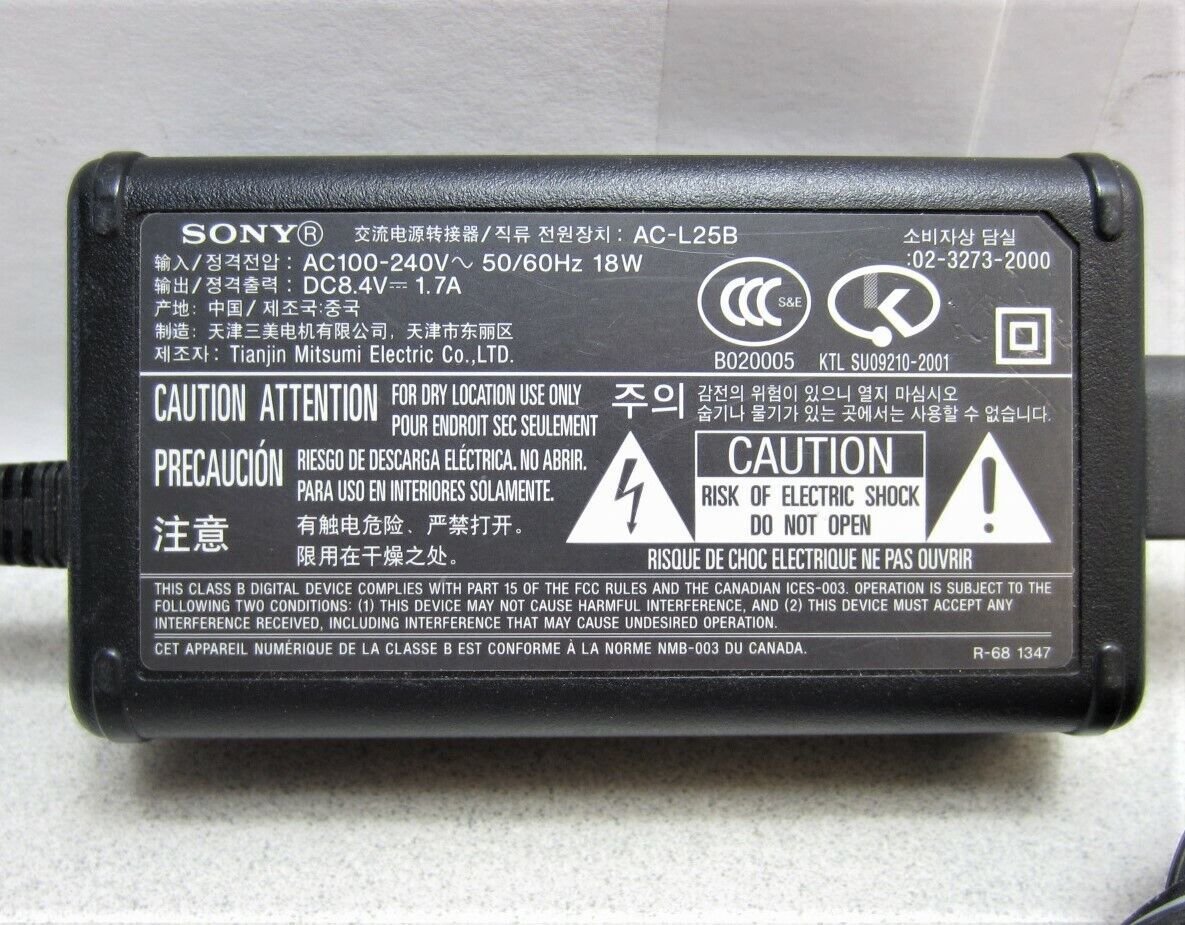 SONY® 交流电源转接器/직류 전원장치: AC-L25B
输入/정격전압: AC100-240V～ 50/60Hz 18W
输出/정격출력: DC8.4V⎓ 1.7A
产地: 中国/ 제조국:중국
制造: 天津三美电机有限公司, 天津市东丽区
제조자: Tianjin Mitsumi Electric Co.,LTD.
소비자상 담실
:02-3273-2000
CCC S&E
B020005
K
KTL SU09210-2001
CAUTION ATTENTION
FOR DRY LOCATION USE ONLY
POUR ENDROIT SEC SEULEMENT
주의
감전의 위험이 있으니 열지 마십시오
습기나 물기가 있는 곳에서는 사용할 수 없습니다.
PRECAUCIÓN
RIESGO DE DESCARGA ELÉCTRICA. NO ABRIR.
PARA USO EN INTERIORES SOLAMENTE.
注意
有触电危险、严禁打开。
限用在干燥之处。
CAUTION
RISK OF ELECTRIC SHOCK
DO NOT OPEN
RISQUE DE CHOC ELECTRIQUE NE PAS OUVRIR
THIS CLASS B DIGITAL DEVICE COMPLIES WITH PART 15 OF THE FCC RULES AND THE CANADIAN ICES-003. OPERATION IS SUBJECT TO THE
FOLLOWING TWO CONDITIONS: (1) THIS DEVICE MAY NOT CAUSE HARMFUL INTERFERENCE, AND (2) THIS DEVICE MUST ACCEPT ANY
INTERFERENCE RECEIVED, INCLUDING INTERFERENCE THAT MAY CAUSE UNDESIRED OPERATION.
CET APPAREIL NUMÉRIQUE DE LA CLASSE B EST CONFORME À LA NORME NMB-003 DU CANADA.
R-68 1347